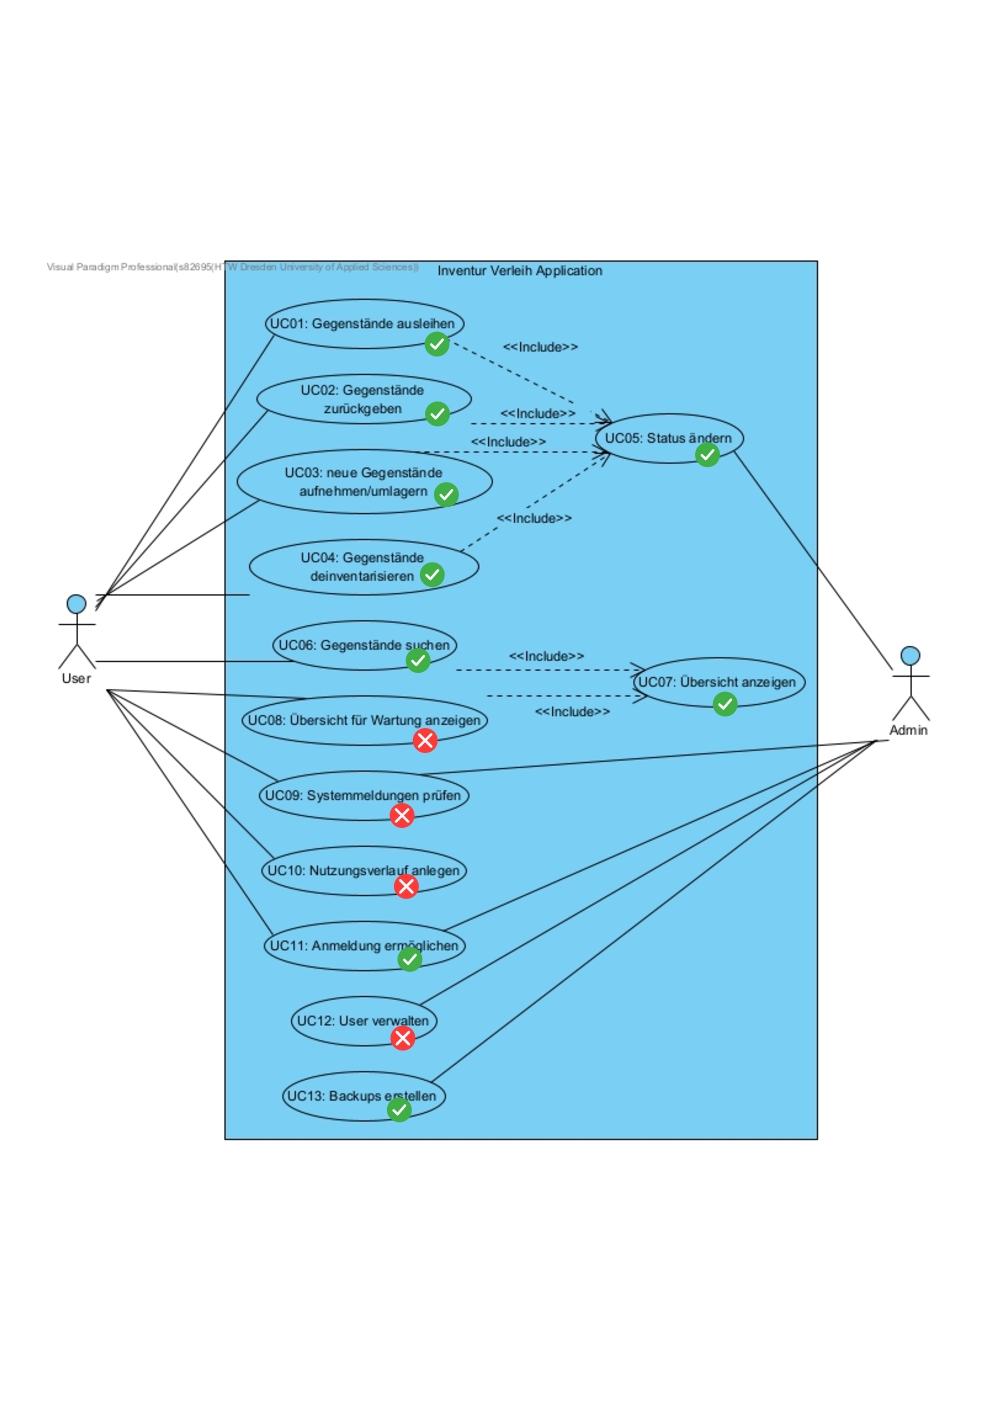 Visual Paradigm Professional(s82695(HTW Dresden University of Applied Sciences))
Inventur Verleih Application
UC01: Gegenstände ausleihen
<<Include>>
UC02: Gegenstände
zurückgeben
<<Include>>
UC05: Status ändern
<<Include>>
UC03: neue Gegenstände
aufnehmen/umlagern
<<Include>>
UC04: Gegenstände
deinventarisieren
UC06: Gegenstände suchen
<<Include>>
User
UC07: Übersicht anzeigen
<<Include>>
UC08: Übersicht für Wartung anzeigen
Admin
UC09: Systemmeldungen prüfen
UC10: Nutzungsverlauf anlegen
UC11: Anmeldung ermöglichen
UC12: User verwalten
UC13: Backups erstellen